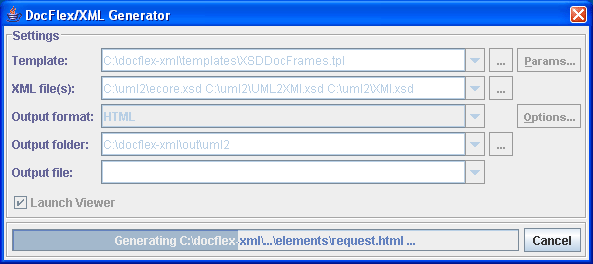 DocFlex/XML Generator
Settings
Template: C:\docflex-xml\templates\XSDDocFrames.tpl ... Params...
XML file(s): C:\uml2\ecore.xsd C:\uml2\UML2XMI.xsd C:\uml2\XMI.xsd ...
Output format: HTML Options...
Output folder: C:\docflex-xml\out\uml2 ...
Output file:
Launch Viewer
Generating C:\docflex-xml\...\elements\request.html ... Cancel